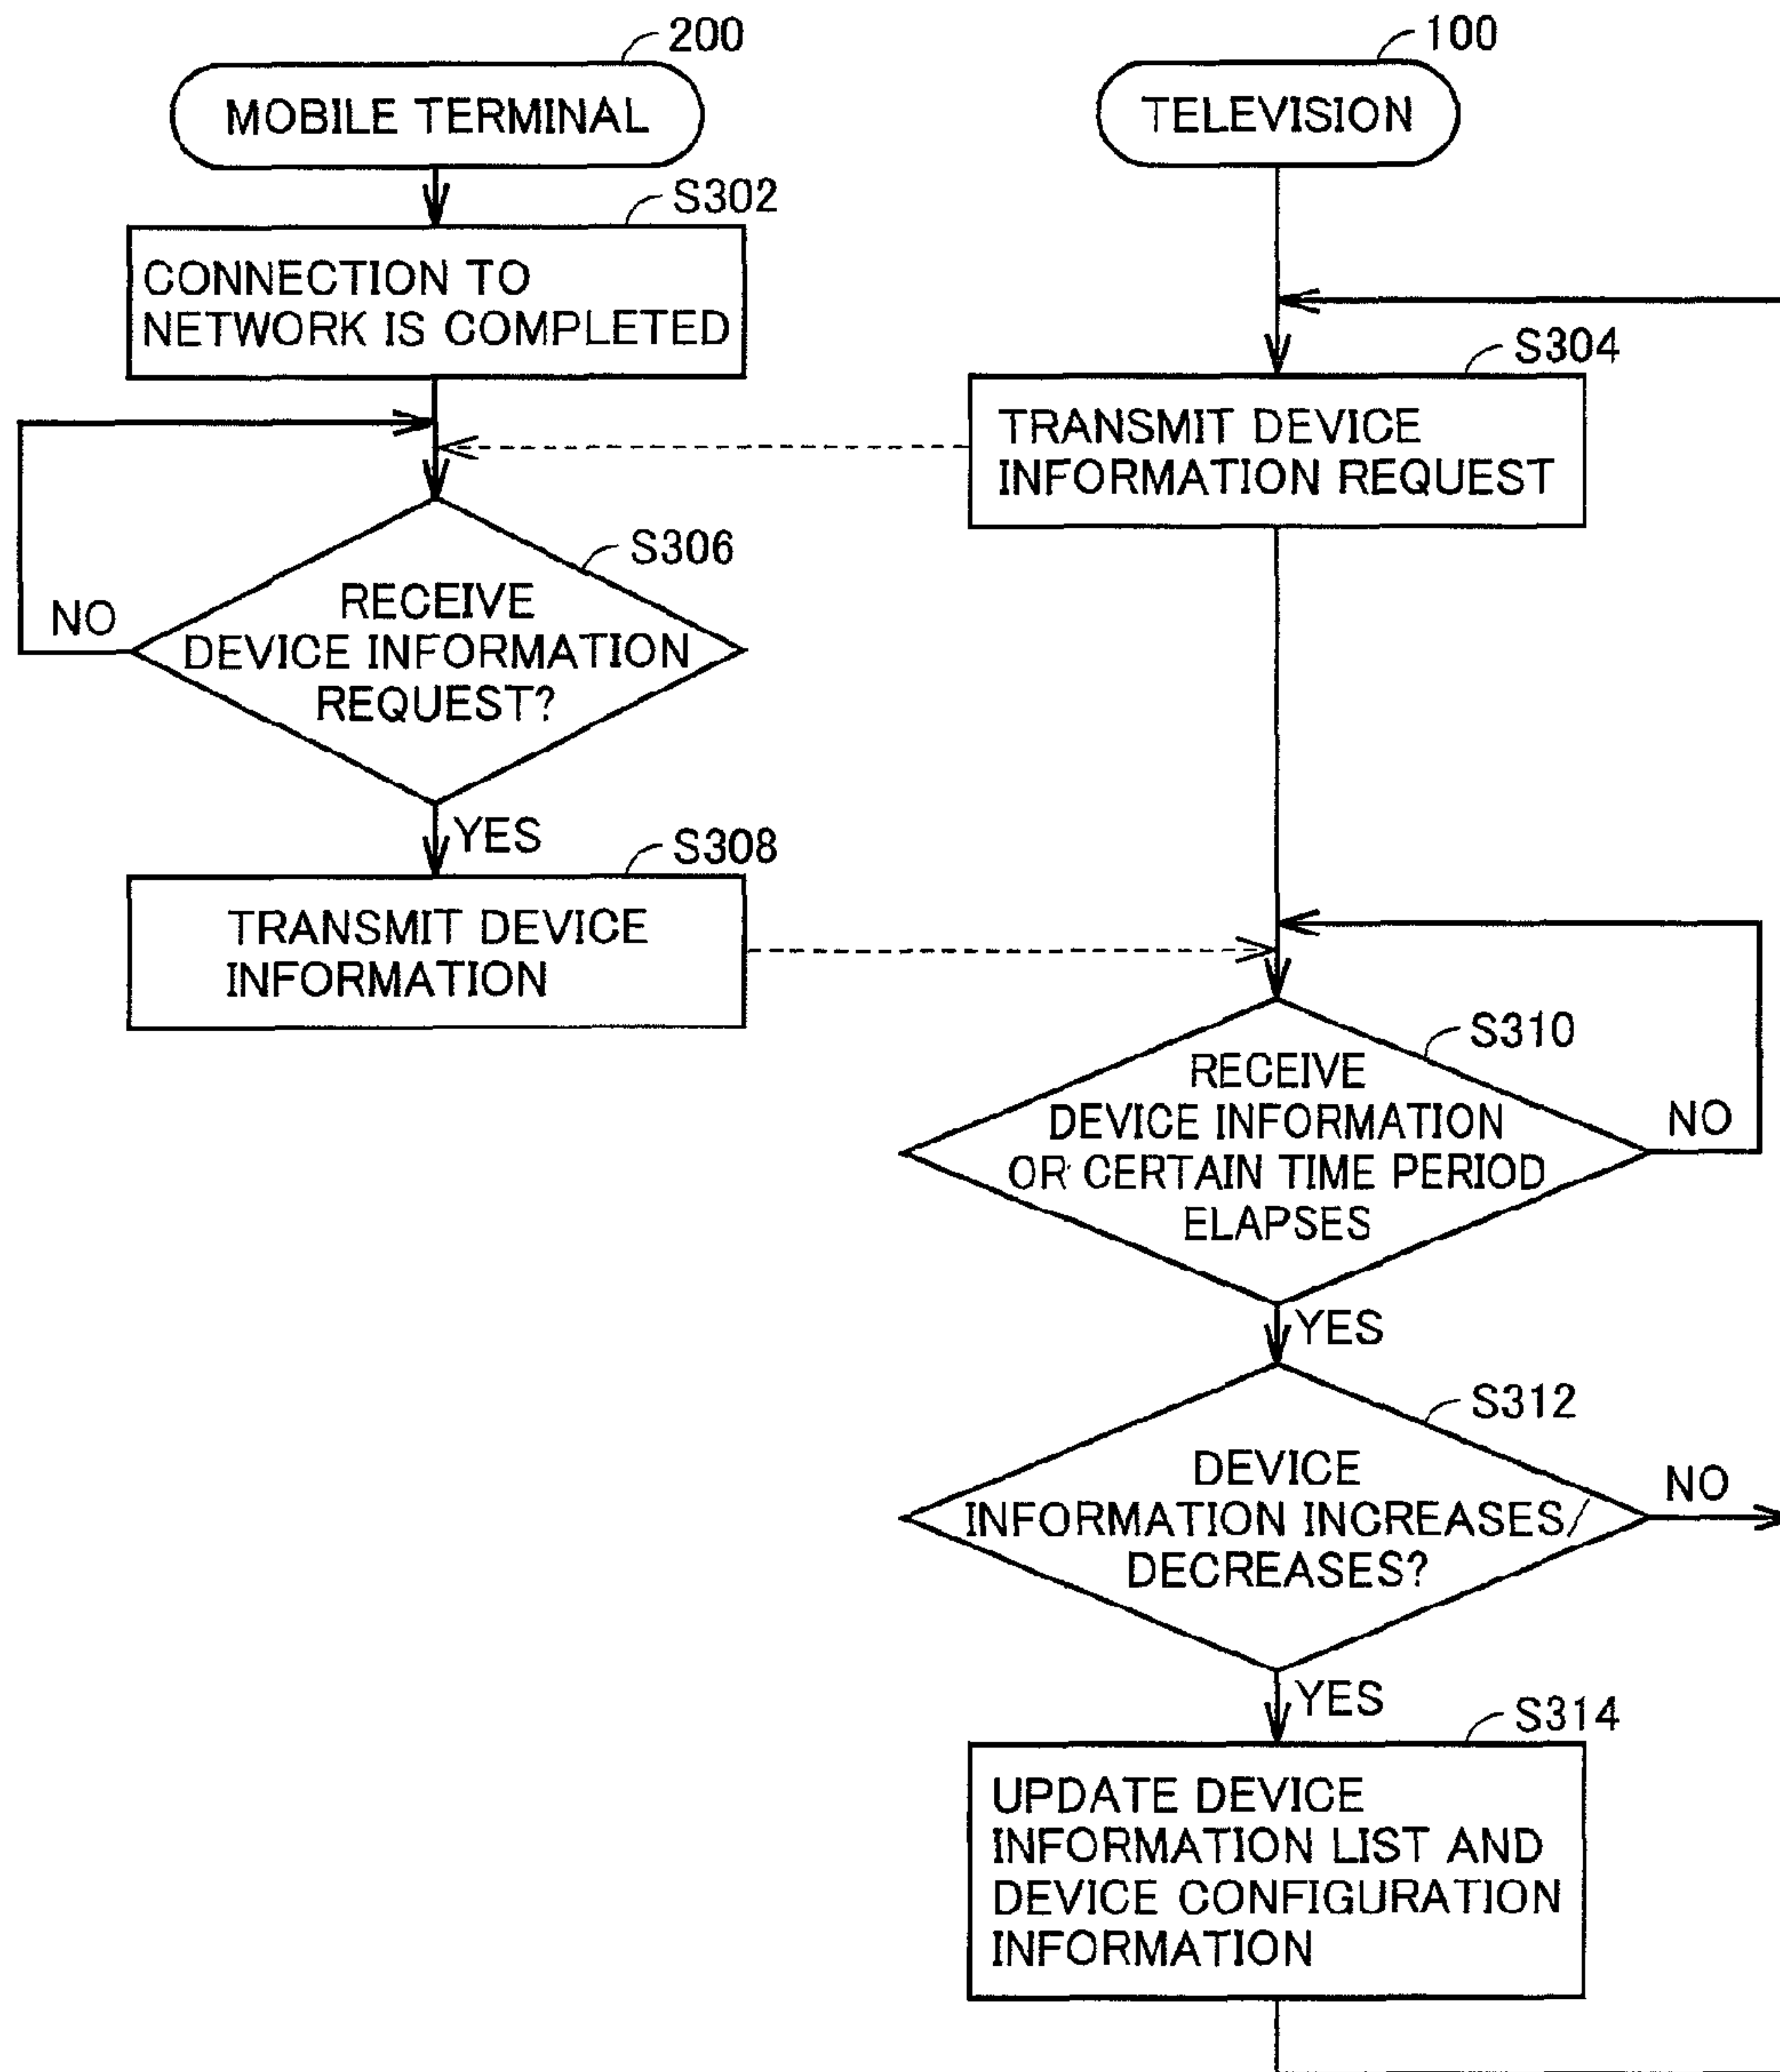 200
MOBILE TERMINAL
S302
CONNECTION TO
NETWORK IS COMPLETED
S306
RECEIVE
DEVICE INFORMATION
REQUEST?
NO
YES
S308
TRANSMIT DEVICE
INFORMATION
100
TELEVISION
S304
TRANSMIT DEVICE
INFORMATION REQUEST
S310
RECEIVE
DEVICE INFORMATION
OR CERTAIN TIME PERIOD
ELAPSES
NO
YES
S312
DEVICE
INFORMATION INCREASES/
DECREASES?
NO
YES
S314
UPDATE DEVICE
INFORMATION LIST AND
DEVICE CONFIGURATION
INFORMATION